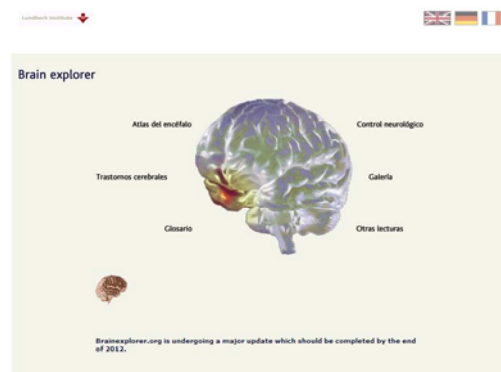 Lundbeck Institute
Brain explorer
Atlas del encéfalo
Control neurológico
Trastornos cerebrales
Galería
Glosario
Otras lecturas
Brainexplorer.org is undergoing a major update which should be completed by the end
of 2012.